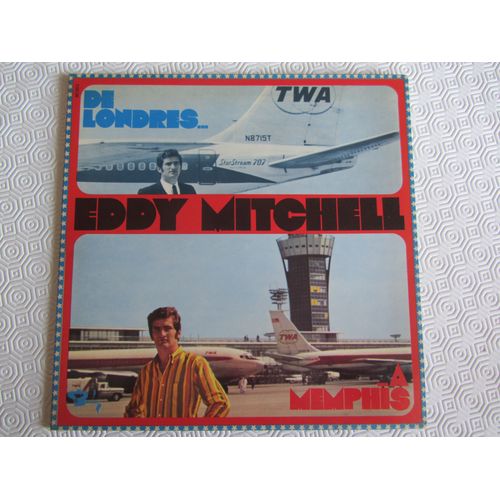 DE
LONDRES...
TWA
N8715T
StarStream 707
EDDY MITCHELL
TWA
A
MEMPHIS